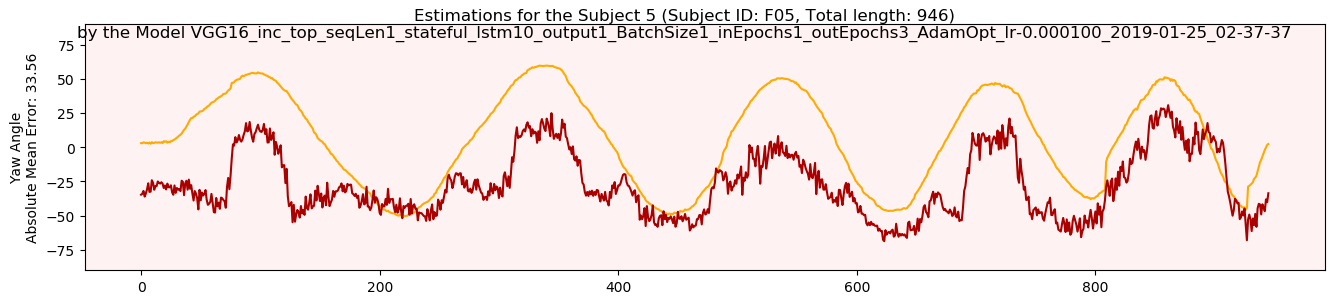 Estimations for the Subject 5 (Subject ID: F05, Total length: 946)
by the Model VGG16_inc_top_seqLen1_stateful_lstm10_output1_BatchSize1_inEpochs1_outEpochs3_AdamOpt_lr-0.000100_2019-01-25_02-37-37
Yaw Angle
Absolute Mean Error: 33.56
75
50
25
0
−25
−50
−75
0 200 400 600 800